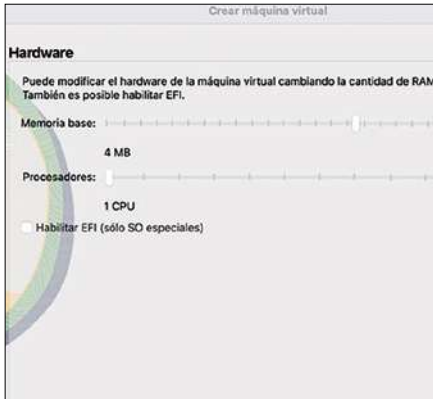 Crear máquina virtual
Hardware
Puede modificar el hardware de la máquina virtual cambiando la cantidad de RAM
También es posible habilitar EFI.
Memoria base:
4 MB
Procesadores:
1 CPU
Habilitar EFI (sólo SO especiales)